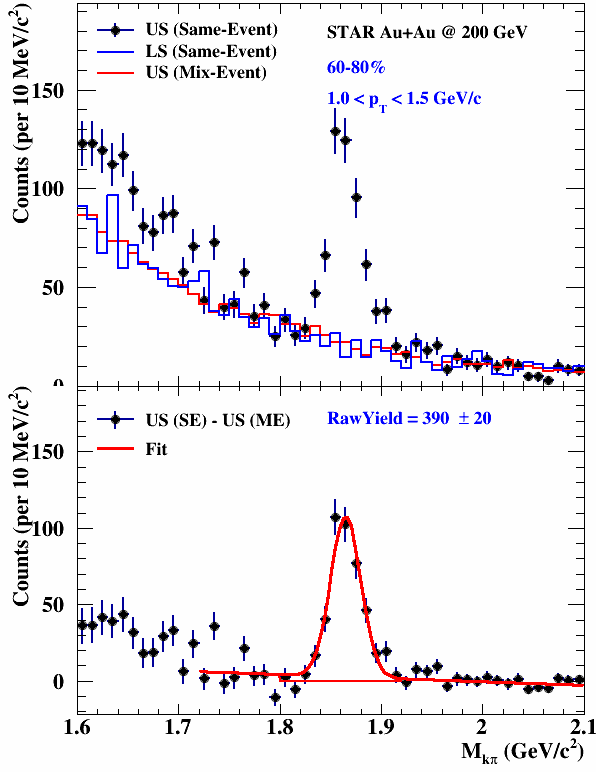 US (Same-Event)
LS (Same-Event)
US (Mix-Event)
STAR Au+Au @ 200 GeV
60-80%
1.0 < pT < 1.5 GeV/c
Counts (per 10 MeV/c²)
150
100
50
0
US (SE) - US (ME)
Fit
RawYield = 390 ± 20
Counts (per 10 MeV/c²)
150
100
50
0
1.6 1.7 1.8 1.9 2 2.1
Mkπ (GeV/c²)